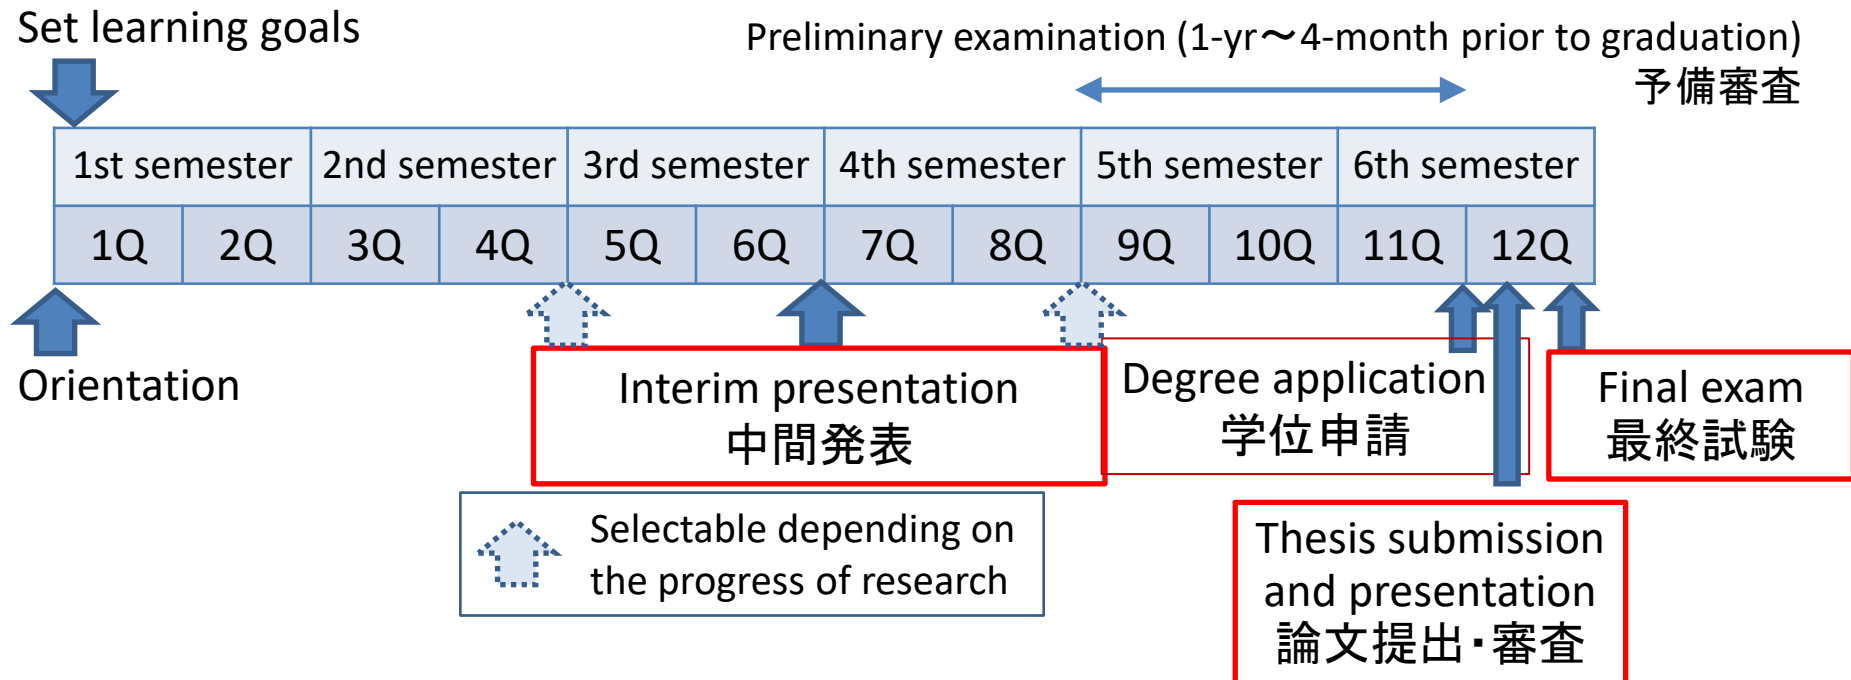 Set learning goals
Preliminary examination (1-yr～4-month prior to graduation)
予備審査
1st semester 2nd semester 3rd semester 4th semester 5th semester 6th semester
1Q 2Q 3Q 4Q 5Q 6Q 7Q 8Q 9Q 10Q 11Q 12Q
Orientation
Interim presentation
中間発表
Degree application
学位申請
Final exam
最終試験
Selectable depending on
the progress of research
Thesis submission
and presentation
論文提出・審査